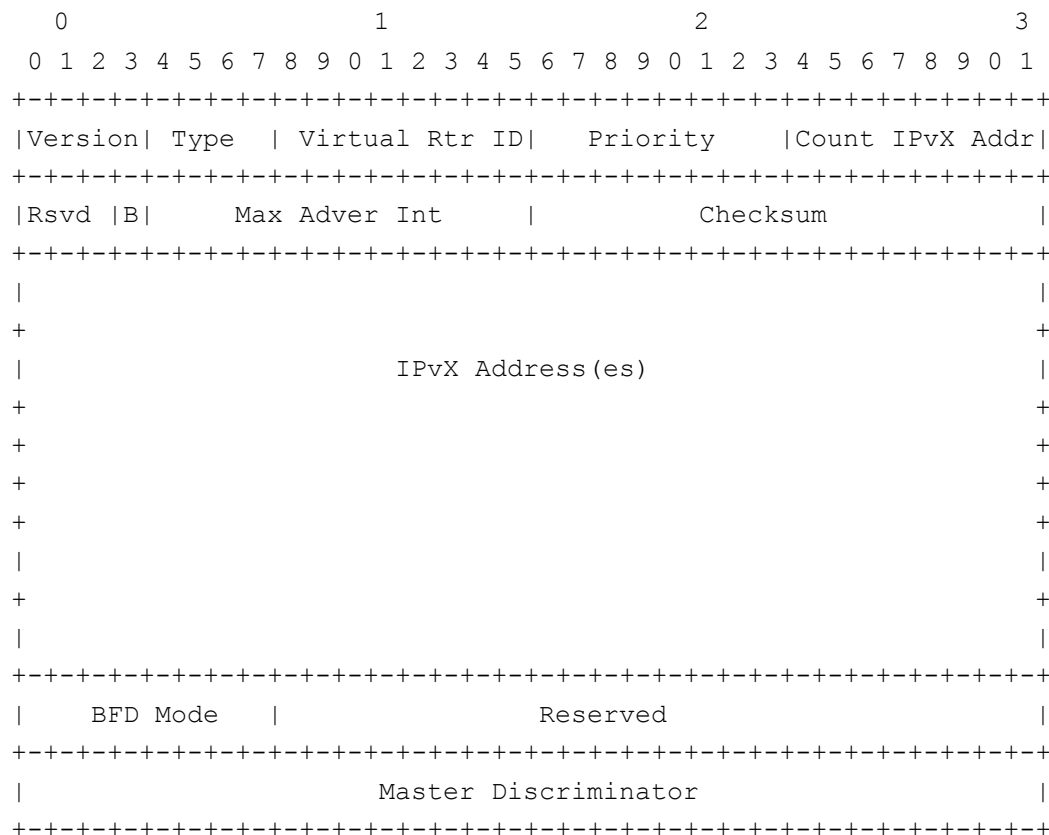 0                   1                   2                   3
 0 1 2 3 4 5 6 7 8 9 0 1 2 3 4 5 6 7 8 9 0 1 2 3 4 5 6 7 8 9 0 1
+-+-+-+-+-+-+-+-+-+-+-+-+-+-+-+-+-+-+-+-+-+-+-+-+-+-+-+-+-+-+-+-+
|Version| Type  | Virtual Rtr ID|   Priority    |Count IPvX Addr|
+-+-+-+-+-+-+-+-+-+-+-+-+-+-+-+-+-+-+-+-+-+-+-+-+-+-+-+-+-+-+-+-+
|Rsvd |B|     Max Adver Int     |          Checksum             |
+-+-+-+-+-+-+-+-+-+-+-+-+-+-+-+-+-+-+-+-+-+-+-+-+-+-+-+-+-+-+-+-+
|                                                               |
+                                                               +
|                       IPvX Address(es)                        |
+                                                               +
+                                                               +
+                                                               +
+                                                               +
|                                                               |
+                                                               +
|                                                               |
+-+-+-+-+-+-+-+-+-+-+-+-+-+-+-+-+-+-+-+-+-+-+-+-+-+-+-+-+-+-+-+-+
|    BFD Mode   |                Reserved                       |
+-+-+-+-+-+-+-+-+-+-+-+-+-+-+-+-+-+-+-+-+-+-+-+-+-+-+-+-+-+-+-+-+
|                      Master Discriminator                     |
+-+-+-+-+-+-+-+-+-+-+-+-+-+-+-+-+-+-+-+-+-+-+-+-+-+-+-+-+-+-+-+-+